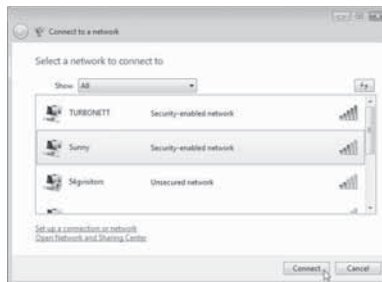 Connect to a network
Select a network to connect to
Show All
TURBONETT Security-enabled network
Sunny Security-enabled network
Unsecured network
Set up a connection or network
Open Network and Sharing Center
Connect Cancel